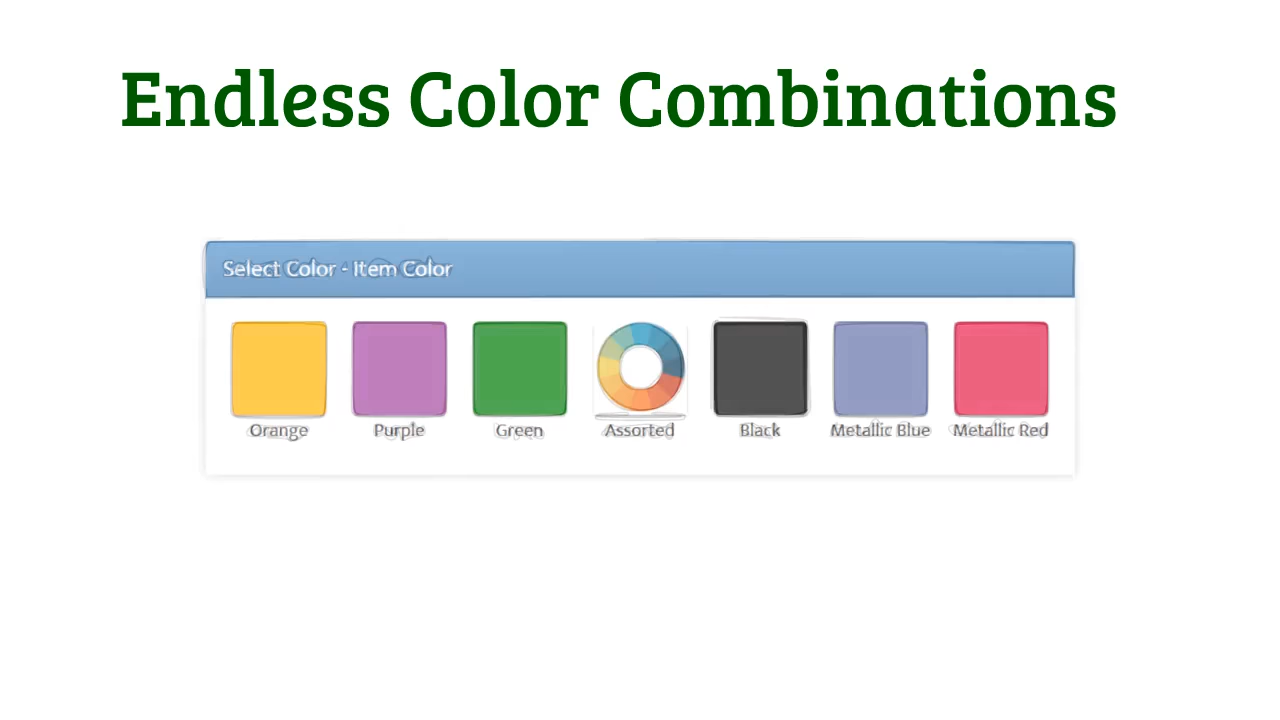 Endless Color Combinations
Select Color - Item Color
Orange Purple Green Assorted Black Metallic Blue Metallic Red